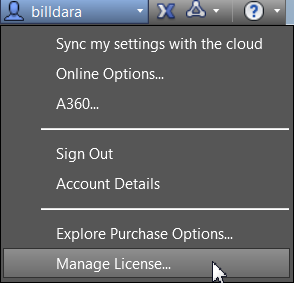 billdara
Sync my settings with the cloud
Online Options...
A360...
Sign Out
Account Details
Explore Purchase Options...
Manage License...